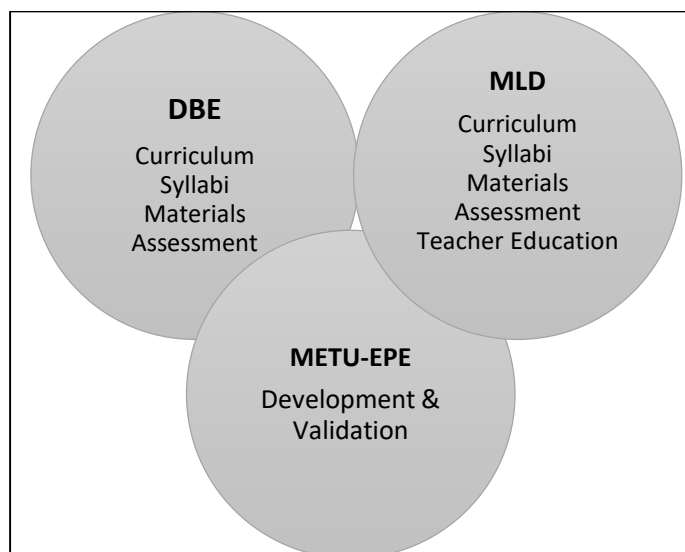 DBE
Curriculum
Syllabi
Materials
Assessment
MLD
Curriculum
Syllabi
Materials
Assessment
Teacher Education
METU-EPE
Development &
Validation